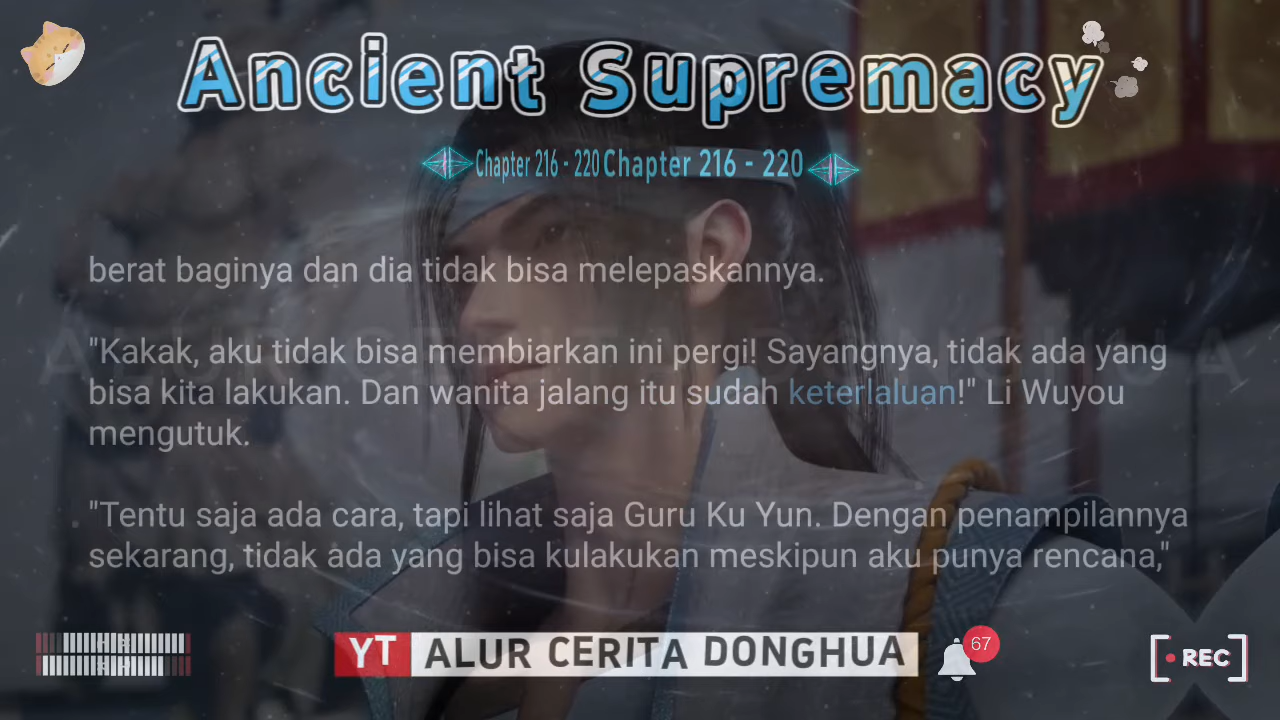 Ancient Supremacy
Chapter 216 - 220 Chapter 216 - 220
berat baginya dan dia tidak bisa melepaskannya.
"Kakak, aku tidak bisa membiarkan ini pergi! Sayangnya, tidak ada yang
bisa kita lakukan. Dan wanita jalang itu sudah keterlaluan!" Li Wuyou
mengutuk.
"Tentu saja ada cara, tapi lihat saja Guru Ku Yun. Dengan penampilannya
sekarang, tidak ada yang bisa kulakukan meskipun aku punya rencana,"
YT ALUR CERITA DONGHUA
67
REC